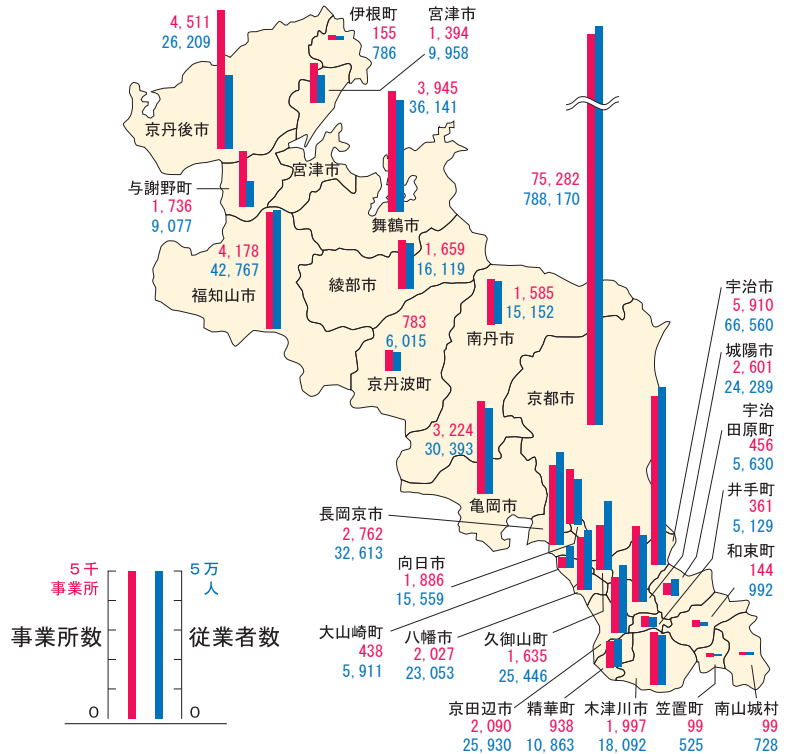 4,511
26,209
伊根町
155
786
宮津市
1,394
9,958
3,945
36,141
京丹後市
宮津市
与謝野町
1,736
9,077
舞鶴市
75,282
788,170
4,178
42,767
福知山市
1,659
16,119
綾部市
1,585
15,152
南丹市
783
6,015
京丹波町
京都市
3,224
30,393
亀岡市
宇治市
5,910
66,560
城陽市
2,601
24,289
宇治
田原町
456
5,630
井手町
361
5,129
和束町
144
992
長岡京市
2,762
32,613
向日市
1,886
15,559
大山崎町
438
5,911
八幡市
2,027
23,053
久御山町
1,635
25,446
京田辺市
2,090
25,930
精華町
938
10,863
木津川市
1,997
18,092
笠置町
99
525
南山城村
99
728
5千
事業所
5万
人
事業所数
従業者数
0
0